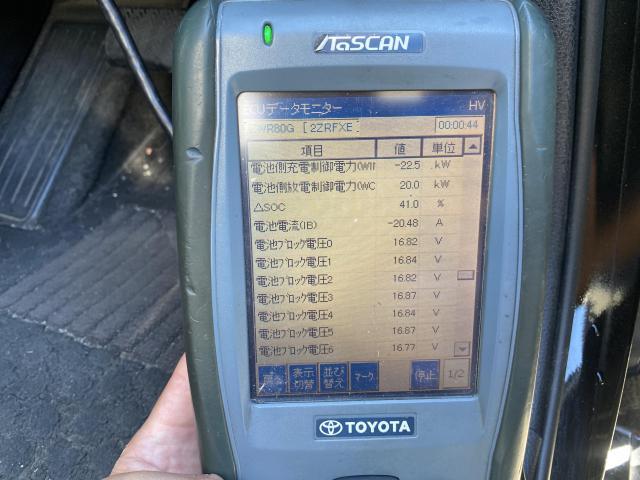 ITaSCAN
ECUデータモニター HV
WR80G [2ZRFXE] 00:00:44
項目 値 単位
電池側充電制御電力(WI -22.5 kW
電池側放電制御電力(WO 20.0 kW
△SOC 41.0 %
電池電流(IB) -20.48 A
電池ブロック電圧0 16.82 V
電池ブロック電圧1 16.84 V
電池ブロック電圧2 16.82 V
電池ブロック電圧3 16.87 V
電池ブロック電圧4 16.84 V
電池ブロック電圧5 16.87 V
電池ブロック電圧6 16.77 V
戻る 表示切替 並び替え マーク 停止 1/2
TOYOTA